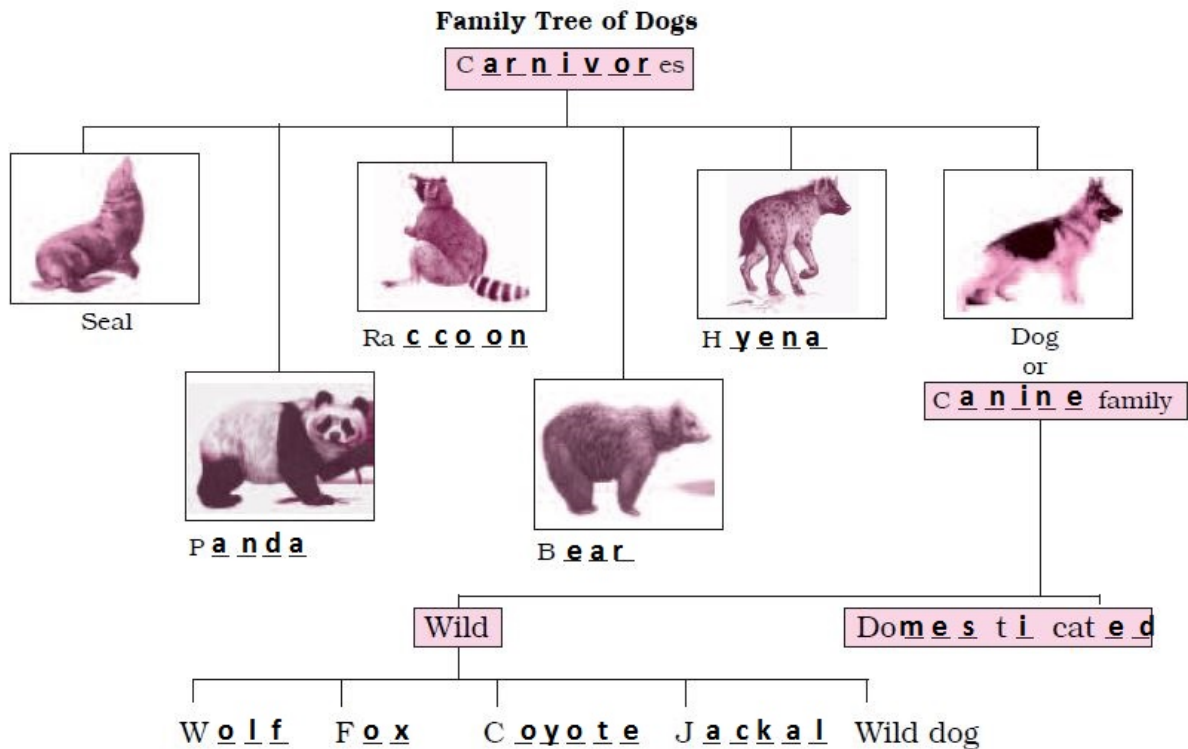 Family Tree of Dogs
Carnivores
Seal
Raccoon
Hyena
Dog
or
Canine family
Panda
Bear
Wild
Domesticated
Wolf
Fox
Coyote
Jackal
Wild dog